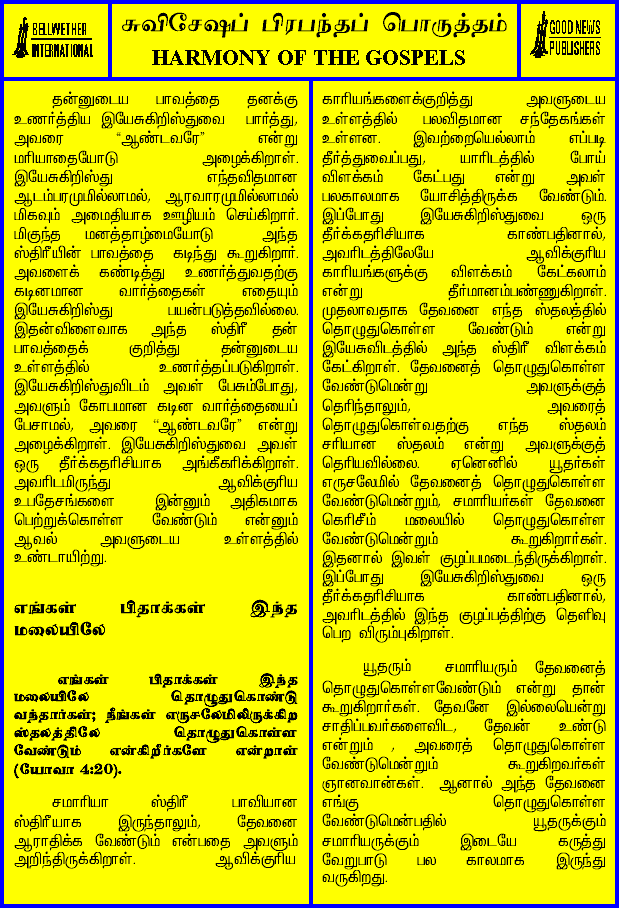 BELLWETHER
INTERNATIONAL
சுவிசேஷப் பிரபந்தப் பொருத்தம்
HARMONY OF THE GOSPELS
GOOD NEWS
PUBLISHERS
தன்னுடைய பாவத்தை தனக்கு
உணர்த்திய இயேசுகிறிஸ்துவை பார்த்து,
அவரை “ஆண்டவரே” என்று
மரியாதையோடு அழைக்கிறாள்.
இயேசுகிறிஸ்து எந்தவிதமான
ஆடம்பரமுமில்லாமல், ஆரவாரமுமில்லாமல்
மிகவும் அமைதியாக ஊழியம் செய்கிறார்.
மிகுந்த மனத்தாழ்மையோடு அந்த
ஸ்திரீயின் பாவத்தை கடிந்து கூறுகிறார்.
அவளைக் கண்டித்து உணர்த்துவதற்கு
கடினமான வார்த்தைகள் எதையும்
இயேசுகிறிஸ்து பயன்படுத்தவில்லை.
இதன்விளைவாக அந்த ஸ்திரீ தன்
பாவத்தைக் குறித்து தன்னுடைய
உள்ளத்தில் உணர்த்தப்படுகிறாள்.
இயேசுகிறிஸ்துவிடம் அவள் பேசும்போது,
அவளும் கோபமான கடின வார்த்தையைப்
பேசாமல், அவரை “ஆண்டவரே” என்று
அழைக்கிறாள். இயேசுகிறிஸ்துவை அவள்
ஒரு தீர்க்கதரிசியாக அங்கீகரிக்கிறாள்.
அவரிடமிருந்து ஆவிக்குரிய
உபதேசங்களை இன்னும் அதிகமாக
பெற்றுக்கொள்ள வேண்டும் என்னும்
ஆவல் அவளுடைய உள்ளத்தில்
உண்டாயிற்று.
எங்கள் பிதாக்கள் இந்த
மலையிலே
எங்கள் பிதாக்கள் இந்த
மலையிலே தொழுதுகொண்டு
வந்தார்கள்; நீங்கள் எருசலேமிலிருக்கிற
ஸ்தலத்திலே தொழுதுகொள்ள
வேண்டும் என்கிறீர்களே என்றாள்
(யோவா 4:20).
சமாரியா ஸ்திரீ பாவியான
ஸ்திரீயாக இருந்தாலும், தேவனை
ஆராதிக்க வேண்டும் என்பதை அவளும்
அறிந்திருக்கிறாள். ஆவிக்குரிய
காரியங்களைக்குறித்து அவளுடைய
உள்ளத்தில் பலவிதமான சந்தேகங்கள்
உள்ளன. இவற்றையெல்லாம் எப்படி
தீர்த்துவைப்பது, யாரிடத்தில் போய்
விளக்கம் கேட்பது என்று அவள்
பலகாலமாக யோசித்திருக்க வேண்டும்.
இப்போது இயேசுகிறிஸ்துவை ஒரு
தீர்க்கதரிசியாக காண்பதினால்,
அவரிடத்திலேயே ஆவிக்குரிய
காரியங்களுக்கு விளக்கம் கேட்கலாம்
என்று தீர்மானம்பண்ணுகிறாள்.
முதலாவதாக தேவனை எந்த ஸ்தலத்தில்
தொழுதுகொள்ள வேண்டும் என்று
இயேசுவிடத்தில் அந்த ஸ்திரீ விளக்கம்
கேட்கிறாள். தேவனைத் தொழுதுகொள்ள
வேண்டுமென்று அவளுக்குத்
தெரிந்தாலும், அவரைத்
தொழுதுகொள்வதற்கு எந்த ஸ்தலம்
சரியான ஸ்தலம் என்று அவளுக்குத்
தெரியவில்லை. ஏனெனில் யூதர்கள்
எருசலேமில் தேவனைத் தொழுதுகொள்ள
வேண்டுமென்றும், சமாரியர்கள் தேவனை
கெரிசீம் மலையில் தொழுதுகொள்ள
வேண்டுமென்றும் கூறுகிறார்கள்.
இதனால் இவள் குழப்பமடைந்திருக்கிறாள்.
இப்போது இயேசுகிறிஸ்துவை ஒரு
தீர்க்கதரிசியாக காண்பதினால்,
அவரிடத்தில் இந்த குழப்பத்திற்கு தெளிவு
பெற விரும்புகிறாள்.
யூதரும் சமாரியரும் தேவனைத்
தொழுதுகொள்ளவேண்டும் என்று தான்
கூறுகிறார்கள். தேவனே இல்லையென்று
சாதிப்பவர்களைவிட, தேவன் உண்டு
என்றும் , அவரைத் தொழுதுகொள்ள
வேண்டுமென்றும் கூறுகிறவர்கள்
ஞானவான்கள். ஆனால் அந்த தேவனை
எங்கு தொழுதுகொள்ள
வேண்டுமென்பதில் யூதருக்கும்
சமாரியருக்கும் இடையே கருத்து
வேறுபாடு பல காலமாக இருந்து
வருகிறது.